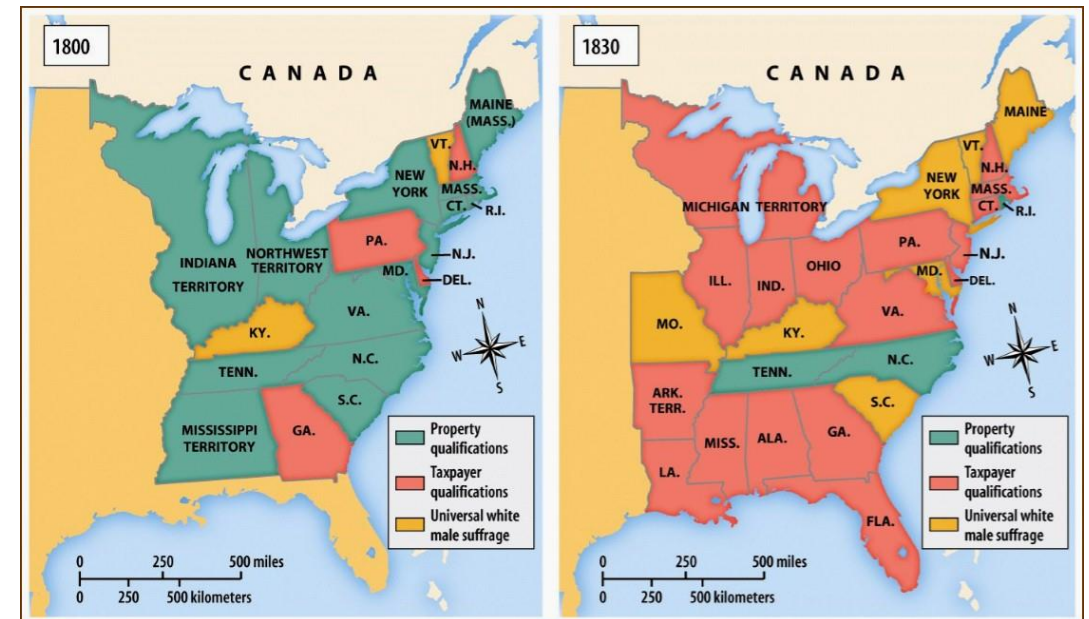 1800
CANADA
MAINE
(MASS.)
VT.
N.H.
NEW
YORK
MASS.
CT.
R.I.
PA.
N.J.
NORTHWEST
TERRITORY
INDIANA
TERRITORY
MD.
DEL.
VA.
KY.
N.C.
TENN.
S.C.
MISSISSIPPI
TERRITORY
GA.
N
E
W
S
Property
qualifications
Taxpayer
qualifications
Universal white
male suffrage
0 250 500 miles
0 250 500 kilometers
1830
CANADA
MAINE
VT.
N.H.
NEW
YORK
MASS.
CT.
R.I.
MICHIGAN TERRITORY
PA.
N.J.
OHIO
ILL.
IND.
MD.
DEL.
VA.
MO.
KY.
N.C.
TENN.
ARK.
TERR.
S.C.
MISS.
ALA.
GA.
LA.
FLA.
N
E
W
S
Property
qualifications
Taxpayer
qualifications
Universal white
male suffrage
0 250 500 miles
0 250 500 kilometers